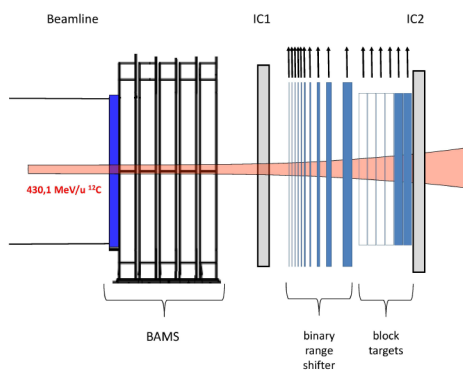 Beamline
IC1
IC2
430,1 MeV/u ¹²C
BAMS
binary
range
shifter
block
targets